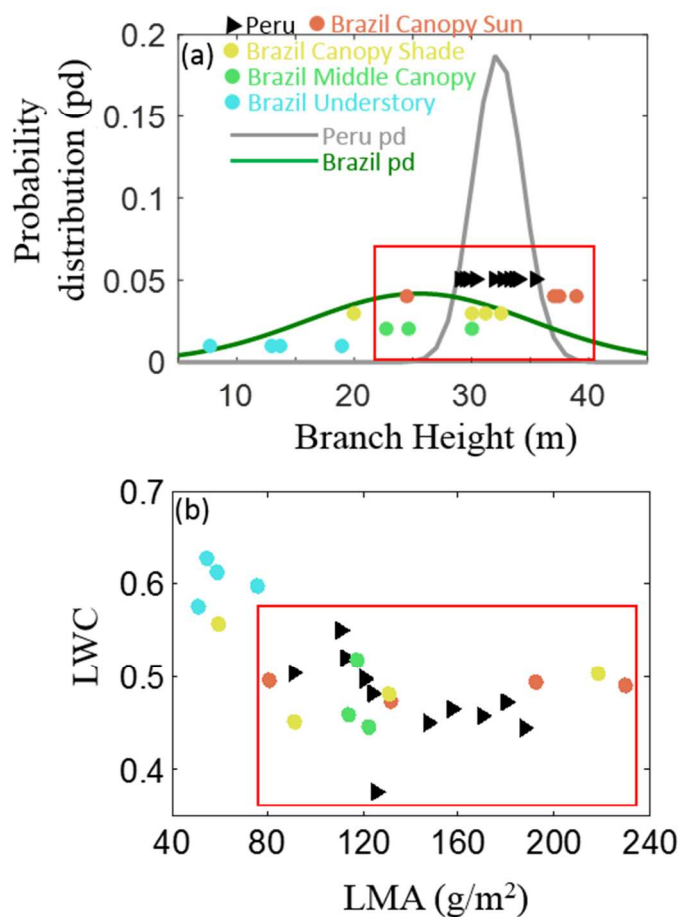 Peru Brazil Canopy Sun
(a) Brazil Canopy Shade
Brazil Middle Canopy
Brazil Understory
Peru pd
Brazil pd
Probability
distribution (pd)
0.2
0.15
0.1
0.05
0
10 20 30 40
Branch Height (m)
(b)
LWC
0.7
0.6
0.5
0.4
40 80 120 160 200 240
LMA (g/m²)